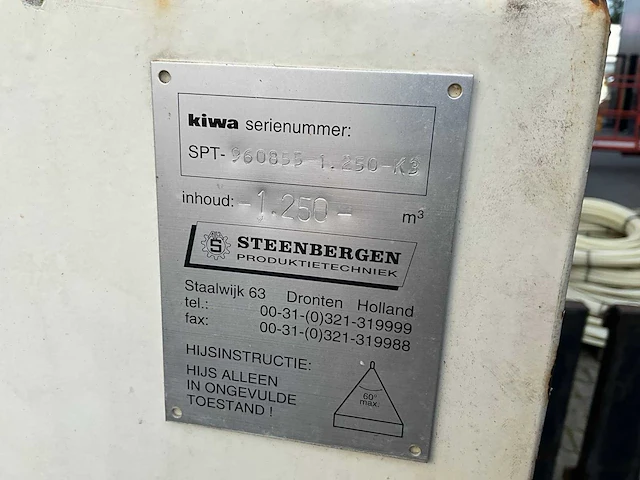 kiwa serienummer:
SPT-960855-1.250-K3
inhoud: -1.250- m³
S STEENBERGEN
PRODUKTIETECHNIEK
Staalwijk 63 Dronten Holland
tel.: 00-31-(0)321-319999
fax: 00-31-(0)321-319988
HIJSINSTRUCTIE:
HIJS ALLEEN
IN ONGEVULDE
TOESTAND !
60°
max.